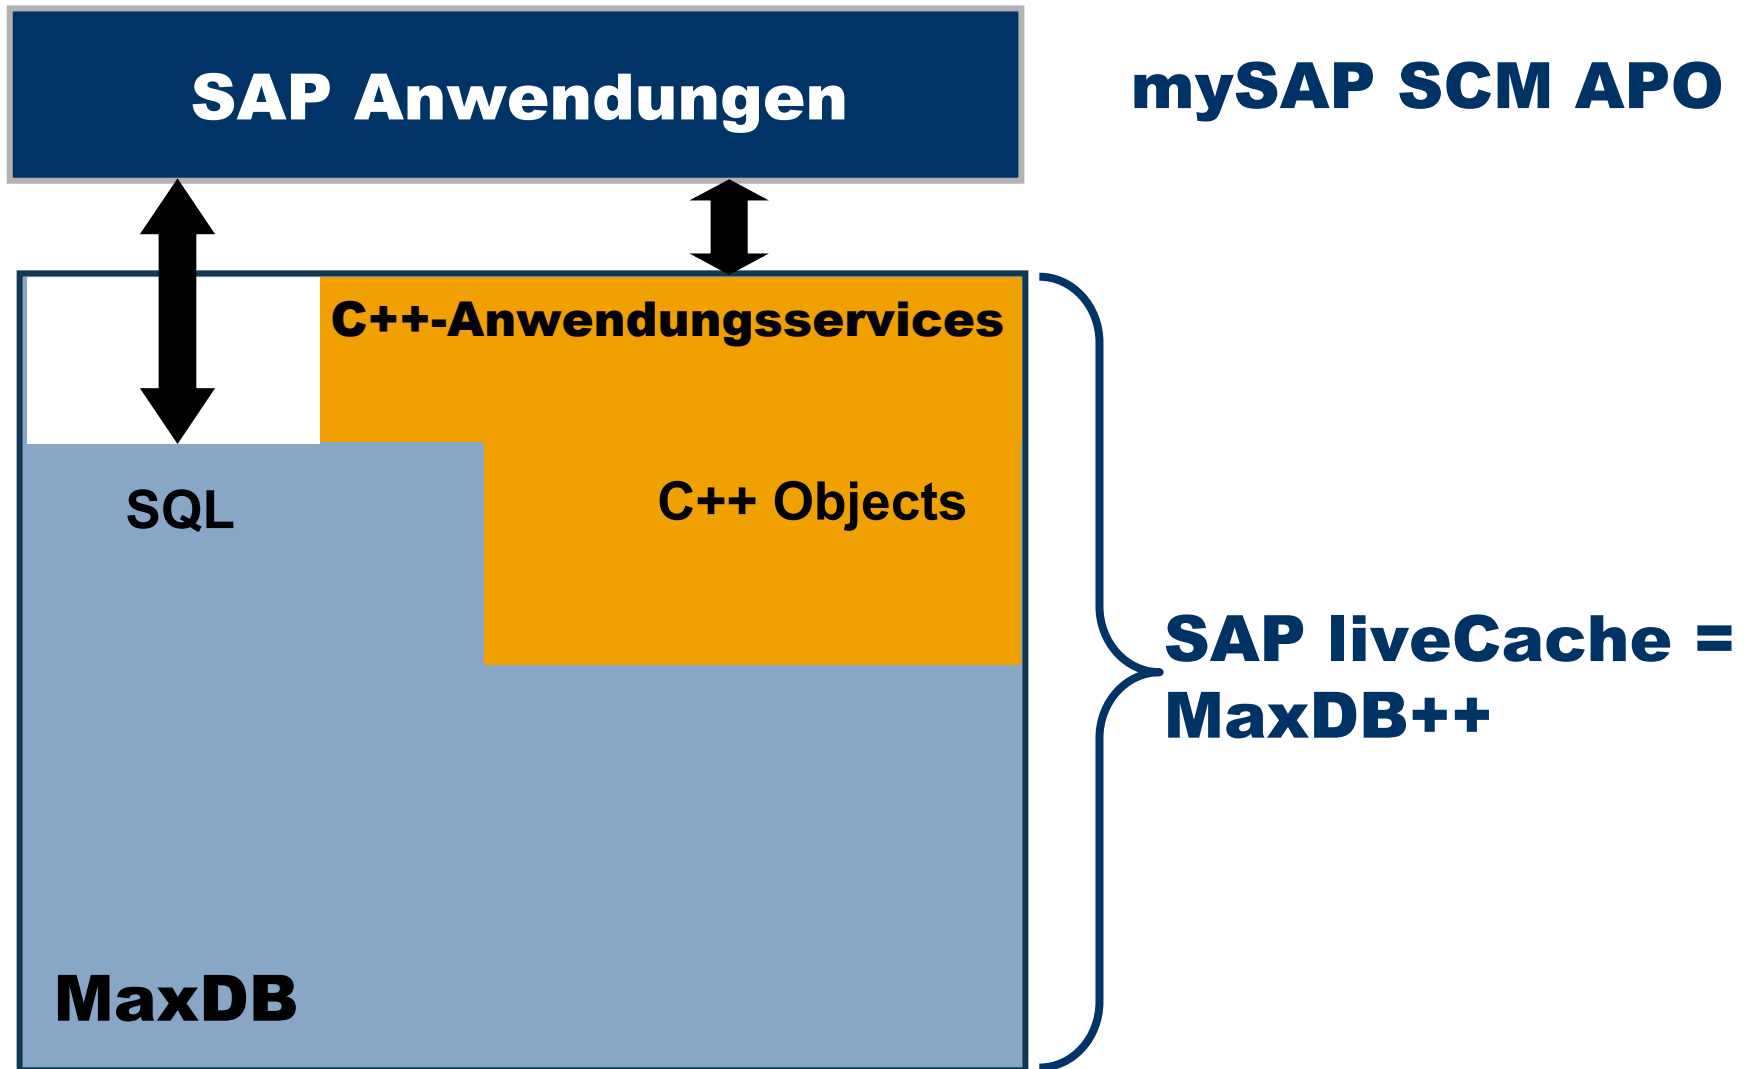 SAP Anwendungen
mySAP SCM APO
C++-Anwendungsservices
SQL
C++ Objects
SAP liveCache =
MaxDB++
MaxDB